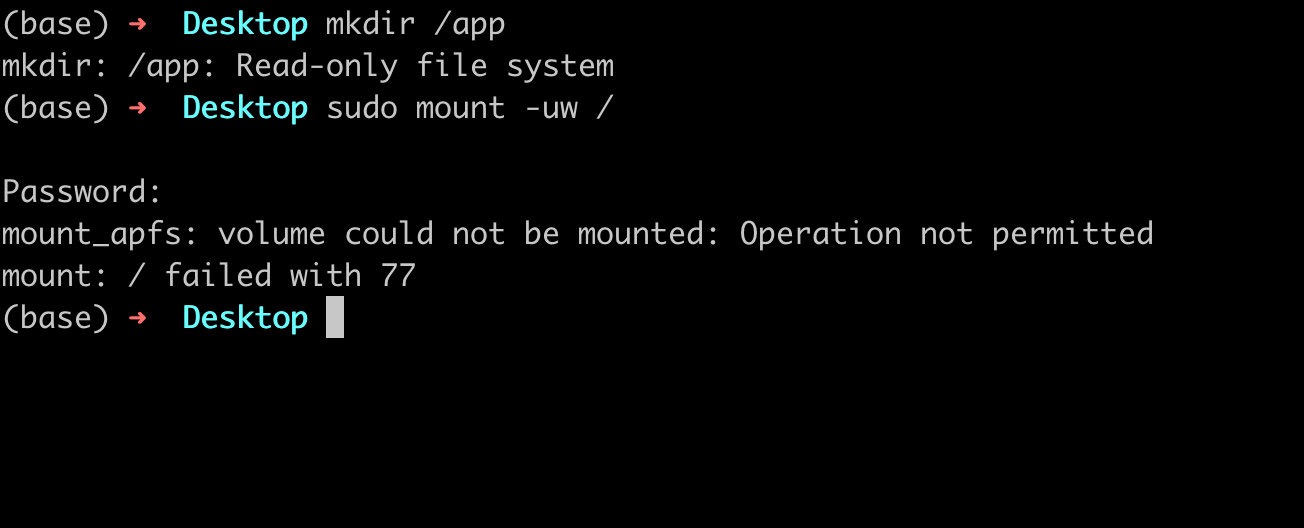 (base) ➜  Desktop mkdir /app
mkdir: /app: Read-only file system
(base) ➜  Desktop sudo mount -uw /
Password:
mount_apfs: volume could not be mounted: Operation not permitted
mount: / failed with 77
(base) ➜  Desktop